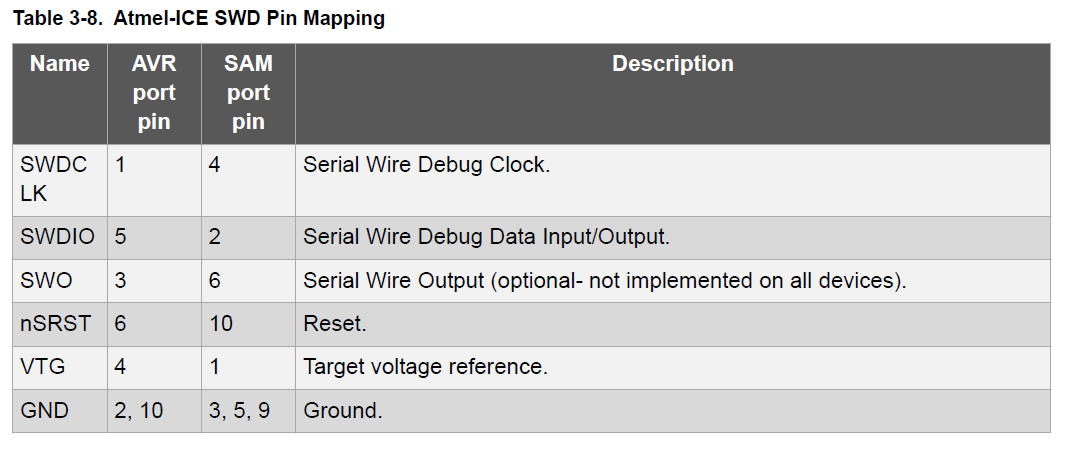 Table 3-8. Atmel-ICE SWD Pin Mapping
Name AVR port pin SAM port pin Description
SWDCLK 1 4 Serial Wire Debug Clock.
SWDIO 5 2 Serial Wire Debug Data Input/Output.
SWO 3 6 Serial Wire Output (optional- not implemented on all devices).
nSRST 6 10 Reset.
VTG 4 1 Target voltage reference.
GND 2, 10 3, 5, 9 Ground.